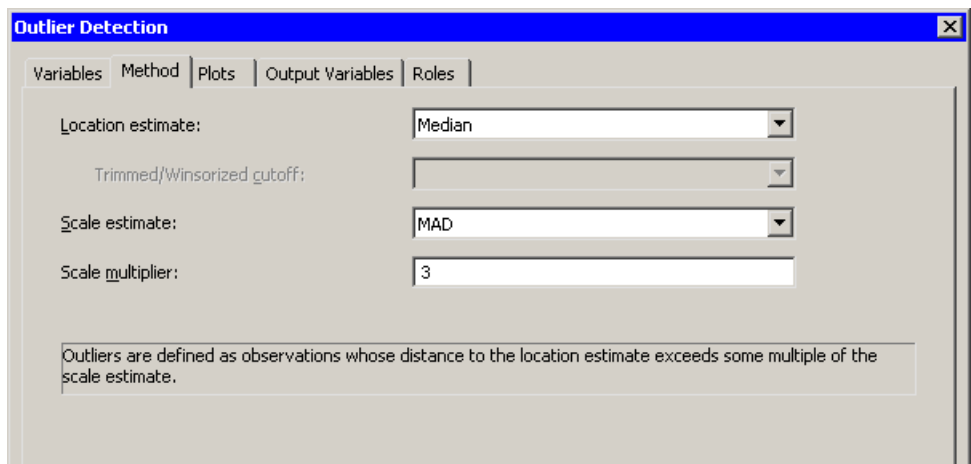 Outlier Detection
Variables Method Plots Output Variables Roles
Location estimate: Median
Trimmed/Winsorized cutoff:
Scale estimate: MAD
Scale multiplier: 3
Outliers are defined as observations whose distance to the location estimate exceeds some multiple of the
scale estimate.